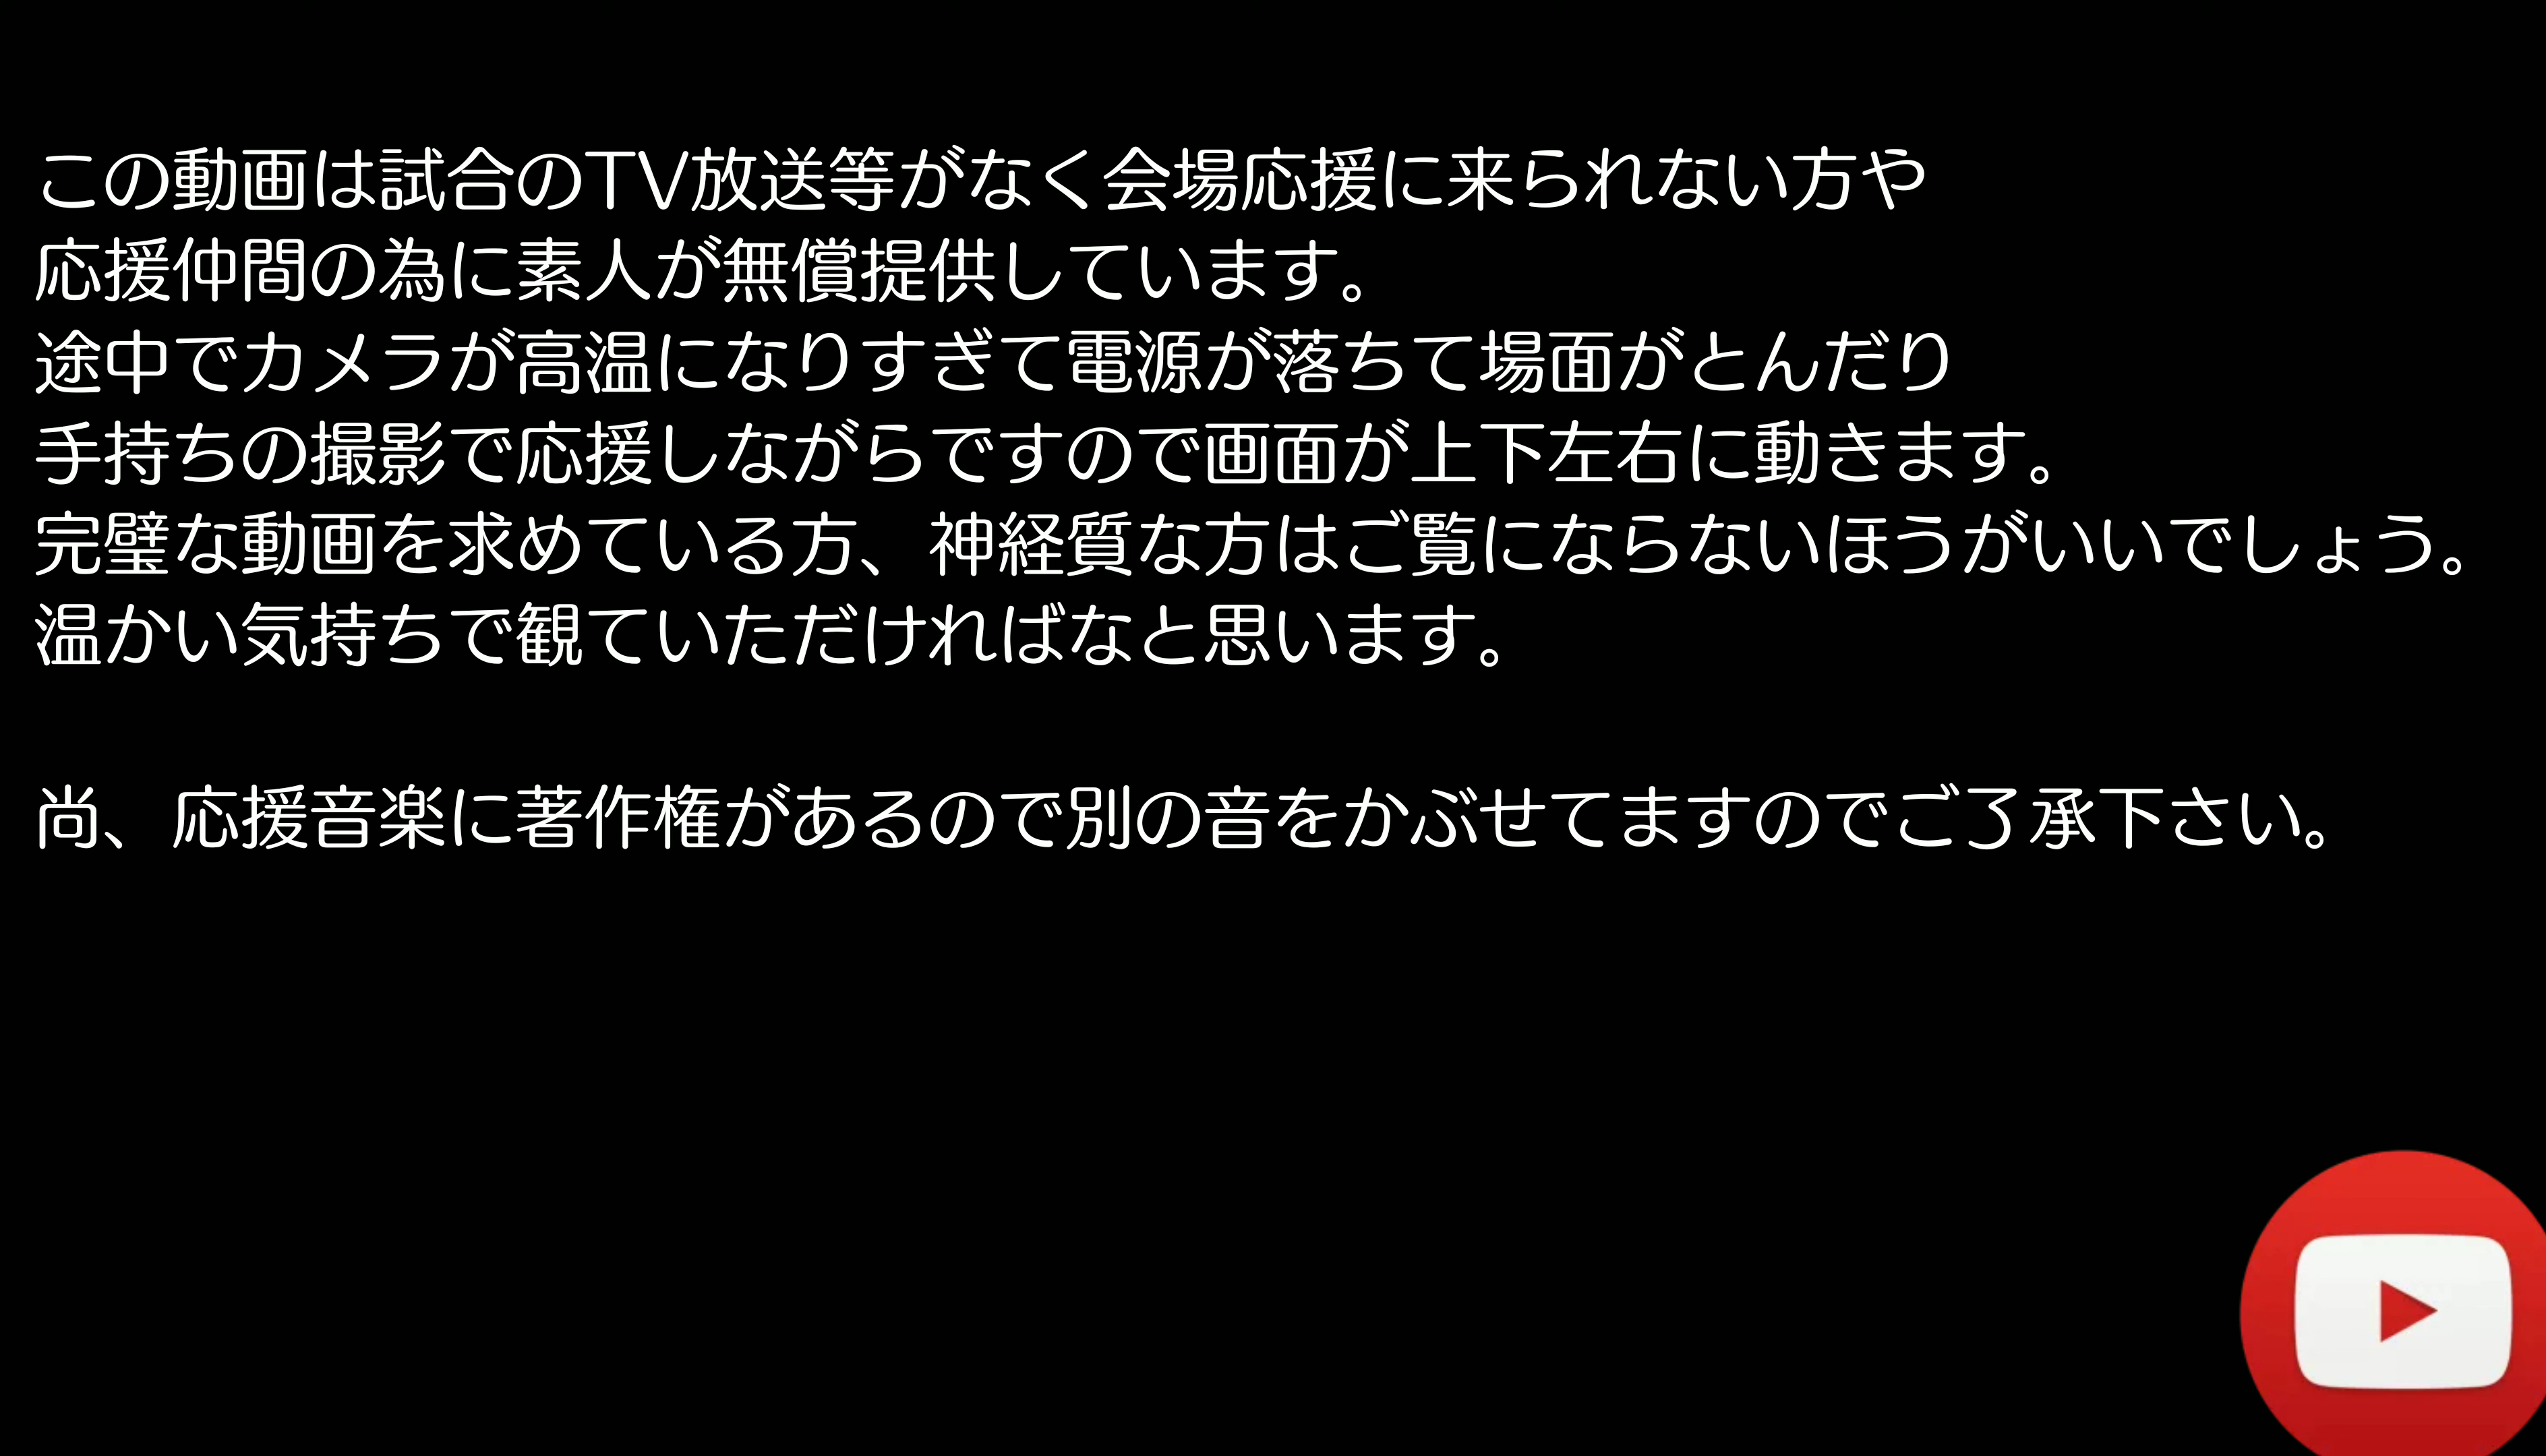 この動画は試合のTV放送等がなく会場応援に来られない方や
応援仲間の為に素人が無償提供しています。
途中でカメラが高温になりすぎて電源が落ちて場面がとんだり
手持ちの撮影で応援しながらですので画面が上下左右に動きます。
完璧な動画を求めている方、神経質な方はご覧にならないほうがいいでしょう。
温かい気持ちで観ていただければなと思います。
尚、応援音楽に著作権があるので別の音をかぶせてますのでご了承下さい。